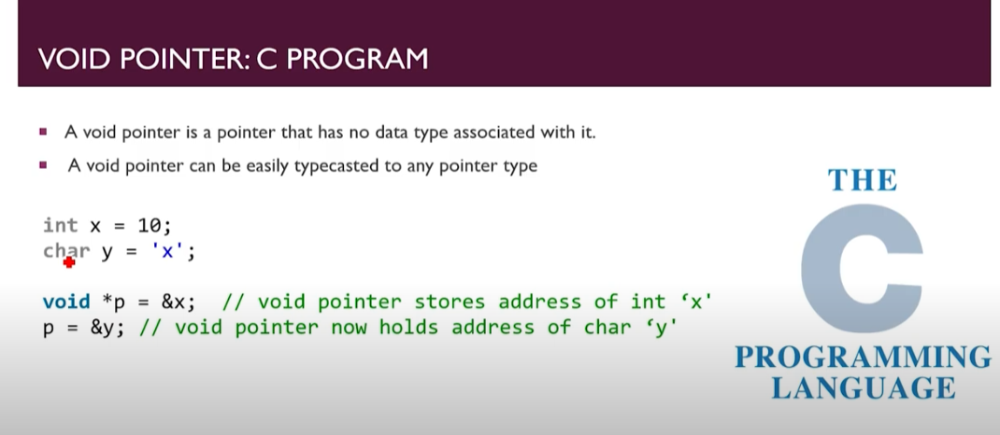 VOID POINTER: C PROGRAM
A void pointer is a pointer that has no data type associated with it.
A void pointer can be easily typecasted to any pointer type
int x = 10;
char y = 'x';
void *p = &x;  // void pointer stores address of int ‘x'
p = &y; // void pointer now holds address of char ‘y'
THE
C
PROGRAMMING
LANGUAGE